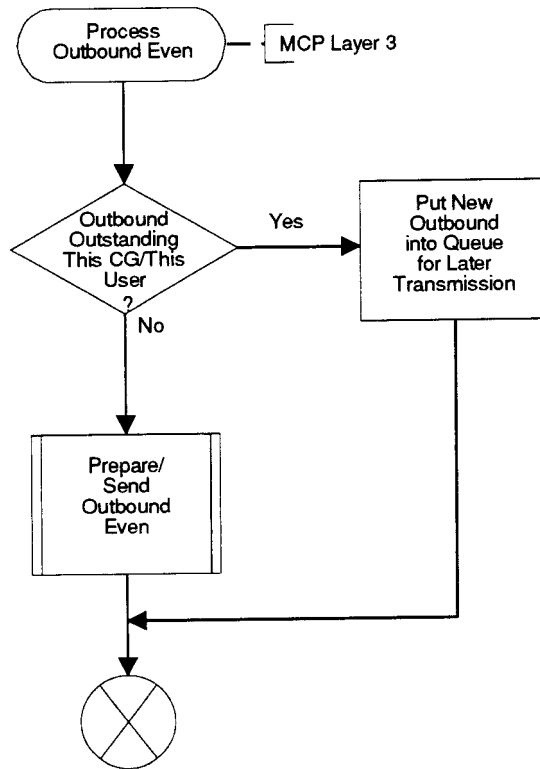 Process
Outbound Even
MCP Layer 3
Outbound
Outstanding
This CG/This
User
?
Yes
No
Put New
Outbound
into Queue
for Later
Transmission
Prepare/
Send
Outbound
Even